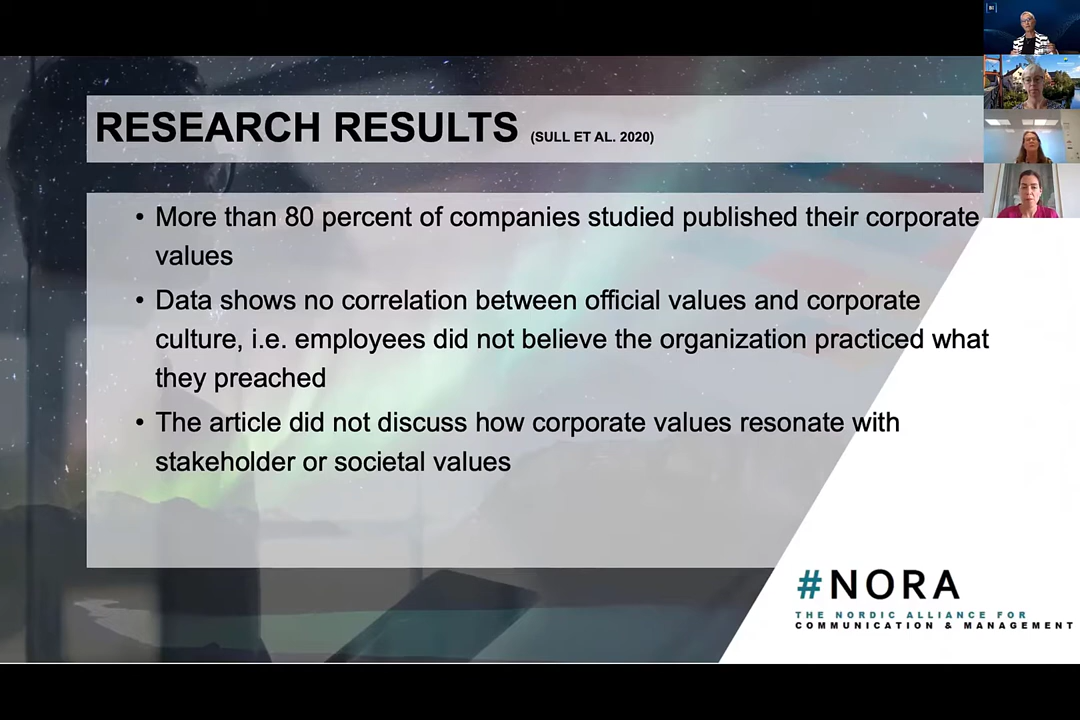 RESEARCH RESULTS (SULL ET AL. 2020)
• More than 80 percent of companies studied published their corporate
values
• Data shows no correlation between official values and corporate
culture, i.e. employees did not believe the organization practiced what
they preached
• The article did not discuss how corporate values resonate with
stakeholder or societal values
#NORA
THE NORDIC ALLIANCE FOR
COMMUNICATION & MANAGEMENT